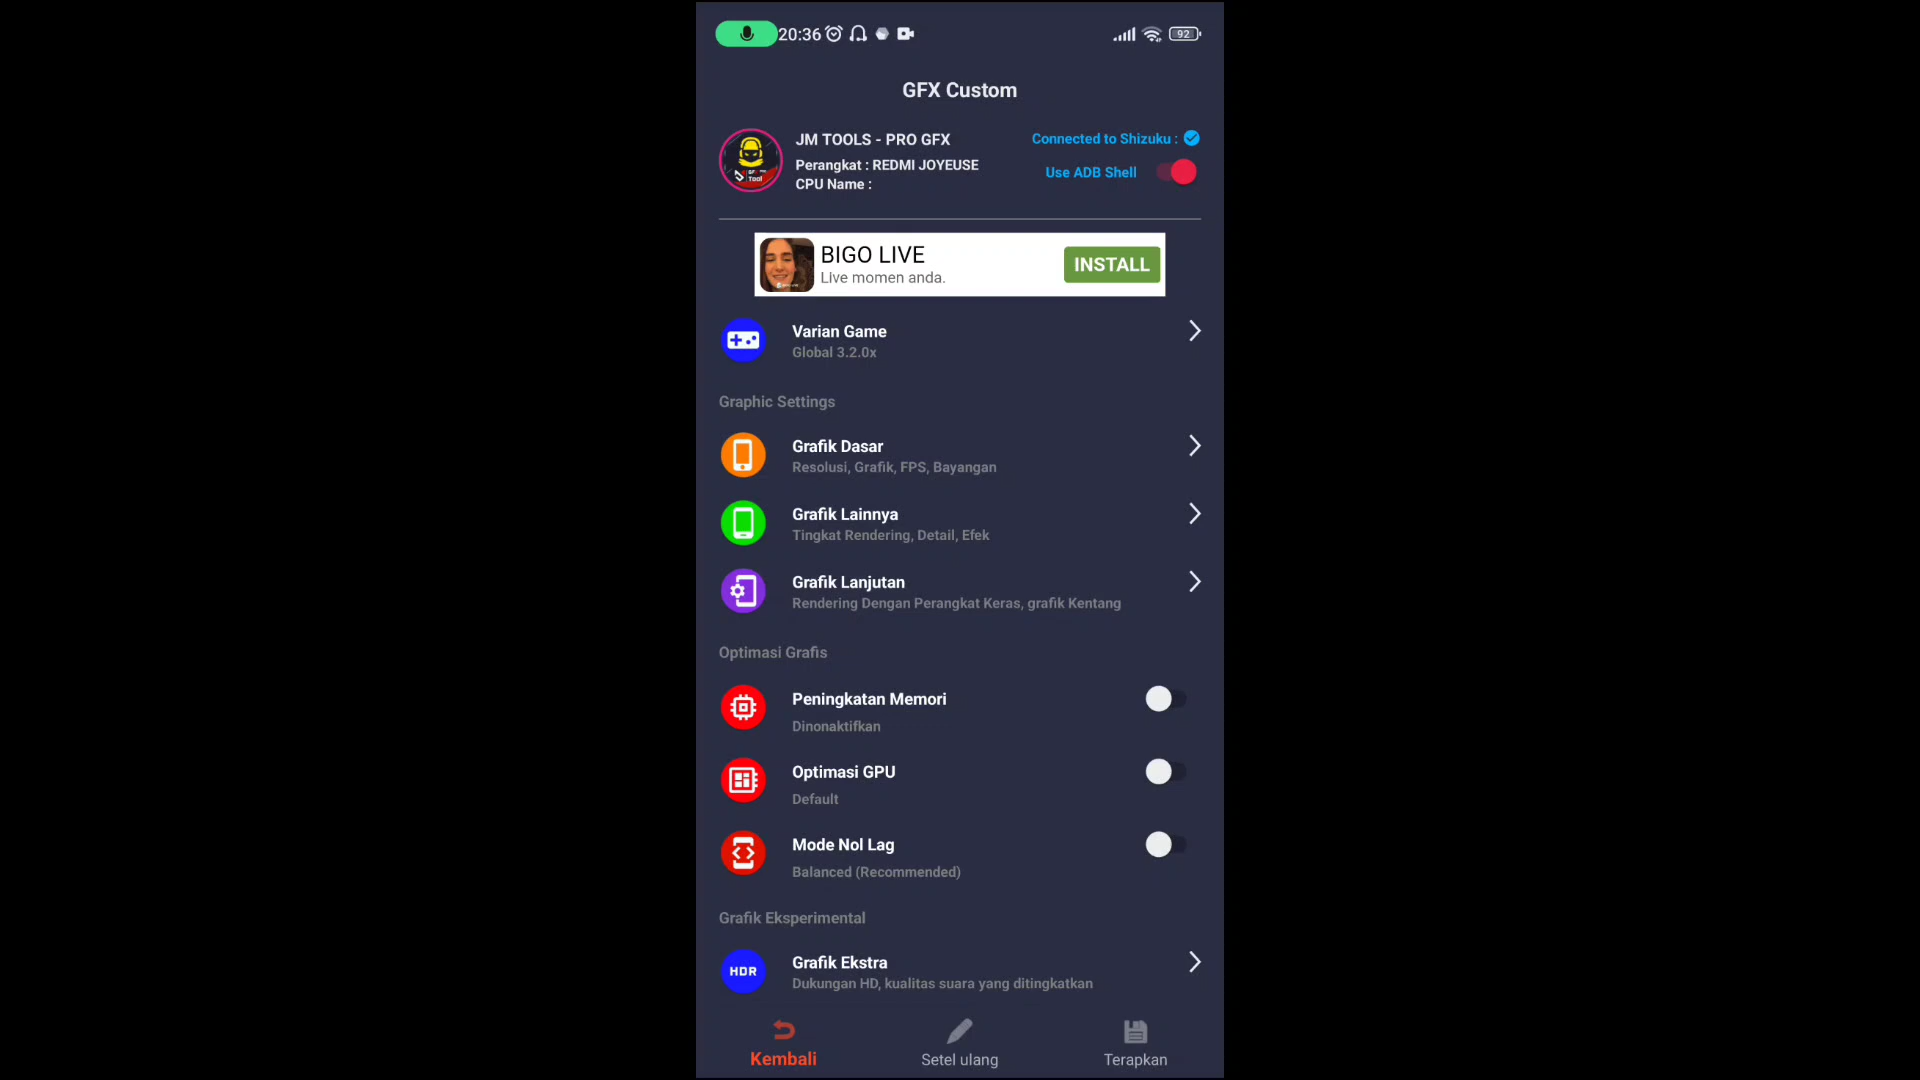 20:36
92
GFX Custom
JM TOOLS - PRO GFX
Perangkat : REDMI JOYEUSE
CPU Name :
Connected to Shizuku :
Use ADB Shell
BIGO LIVE
Live momen anda.
INSTALL
Varian Game
Global 3.2.0x
Graphic Settings
Grafik Dasar
Resolusi, Grafik, FPS, Bayangan
Grafik Lainnya
Tingkat Rendering, Detail, Efek
Grafik Lanjutan
Rendering Dengan Perangkat Keras, grafik Kentang
Optimasi Grafis
Peningkatan Memori
Dinonaktifkan
Optimasi GPU
Default
Mode Nol Lag
Balanced (Recommended)
Grafik Eksperimental
HDR
Grafik Ekstra
Dukungan HD, kualitas suara yang ditingkatkan
Kembali
Setel ulang
Terapkan